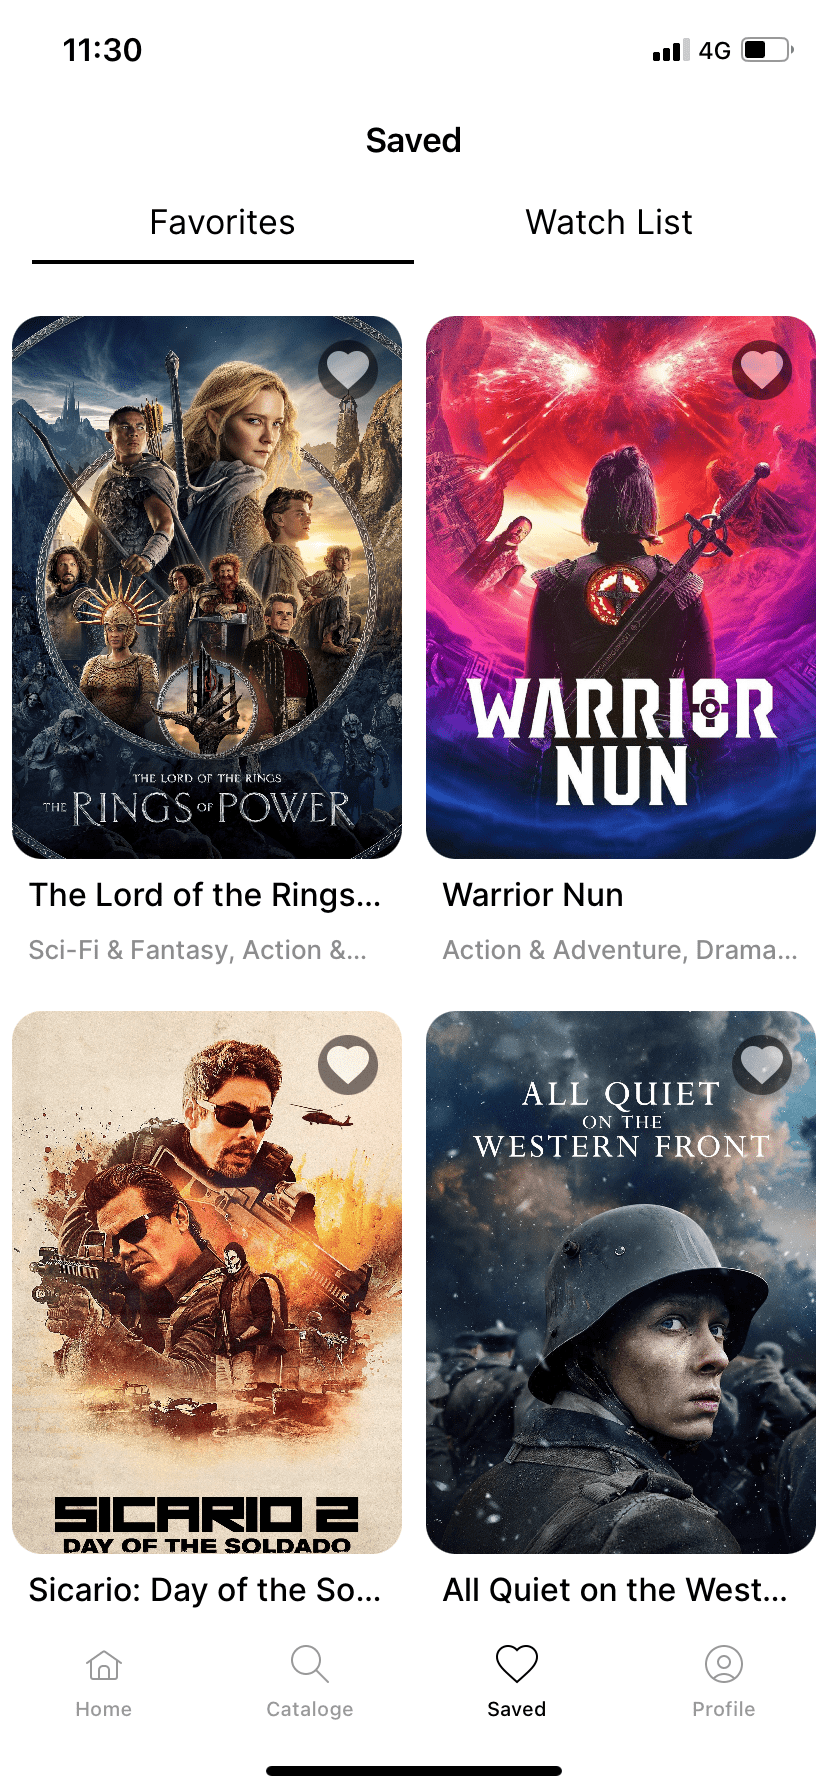 11:30
4G
Saved
Favorites
Watch List
THE LORD OF THE RINGS
THE RINGS OF POWER
WARRIOR
NUN
The Lord of the Rings...
Warrior Nun
Sci-Fi & Fantasy, Action &...
Action & Adventure, Drama...
ALL QUIET
ON THE
WESTERN FRONT
SICARIO 2
DAY OF THE SOLDADO
Sicario: Day of the So...
All Quiet on the West...
Home
Cataloge
Saved
Profile